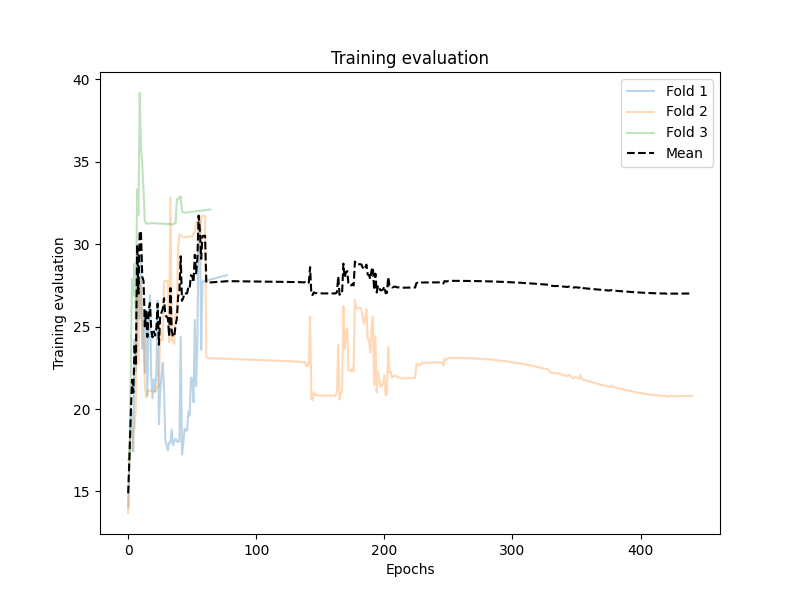 Training evaluation
Fold 1
Fold 2
Fold 3
Mean
40
35
30
25
20
15
Training evaluation
0 100 200 300 400
Epochs